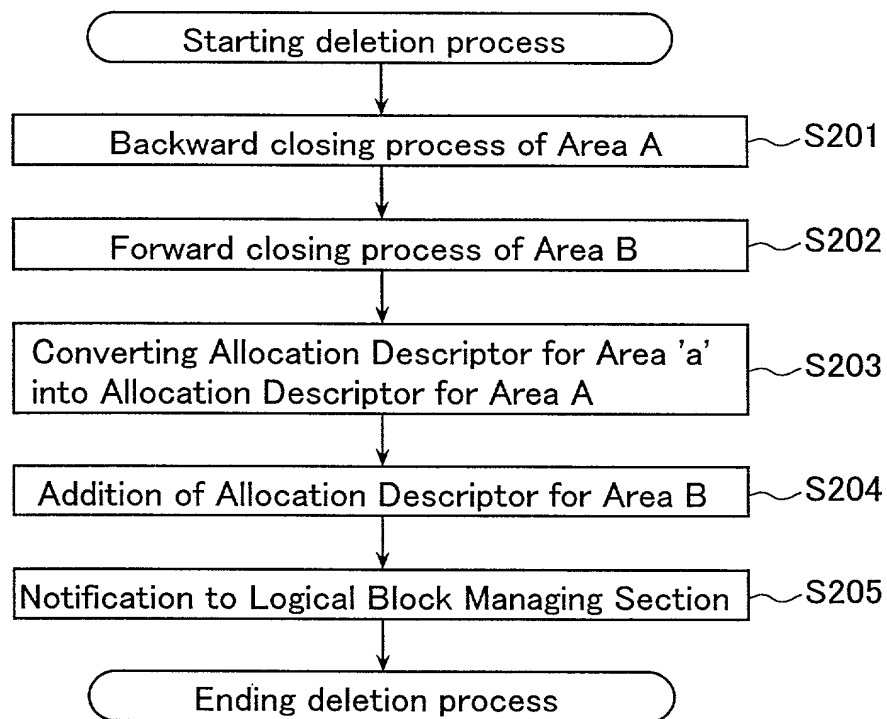 Starting deletion process
Backward closing process of Area A
S201
Forward closing process of Area B
S202
Converting Allocation Descriptor for Area 'a'
into Allocation Descriptor for Area A
S203
Addition of Allocation Descriptor for Area B
S204
Notification to Logical Block Managing Section
S205
Ending deletion process